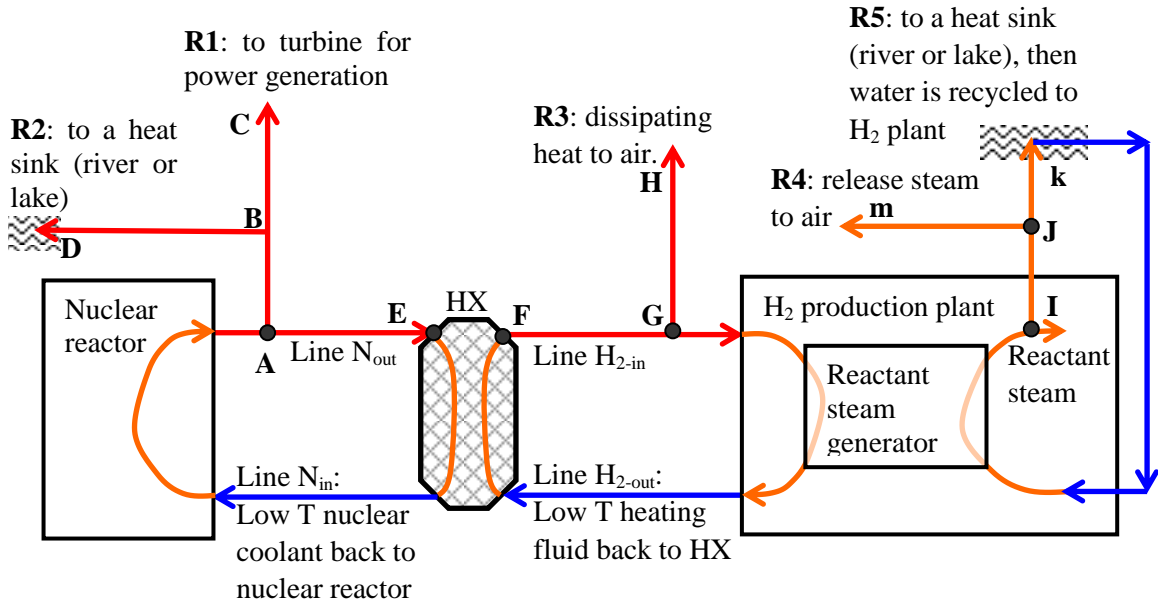 R1: to turbine for
power generation
C
R2: to a heat
sink (river or
lake)
B
D
R3: dissipating
heat to air.
H
R5: to a heat sink
(river or lake), then
water is recycled to
H2 plant
R4: release steam
to air
m
k
J
Nuclear
reactor
A
Line Nout
E
HX
F
G
Line H2-in
H2 production plant
I
Reactant
steam
Reactant
steam
generator
Line Nin:
Low T nuclear
coolant back to
nuclear reactor
Line H2-out:
Low T heating
fluid back to HX